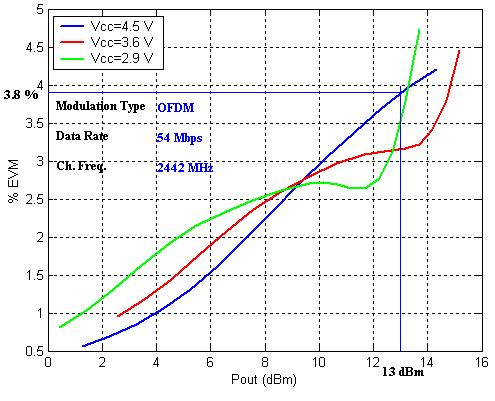 Vcc=4.5 V
Vcc=3.6 V
Vcc=2.9 V
3.8 %
Modulation Type OFDM
Data Rate 54 Mbps
Ch. Freq. 2442 MHz
% EVM
5
4.5
4
3.5
3
2.5
2
1.5
1
0.5
0 2 4 6 8 10 12 14 16
13 dBm
Pout (dBm)